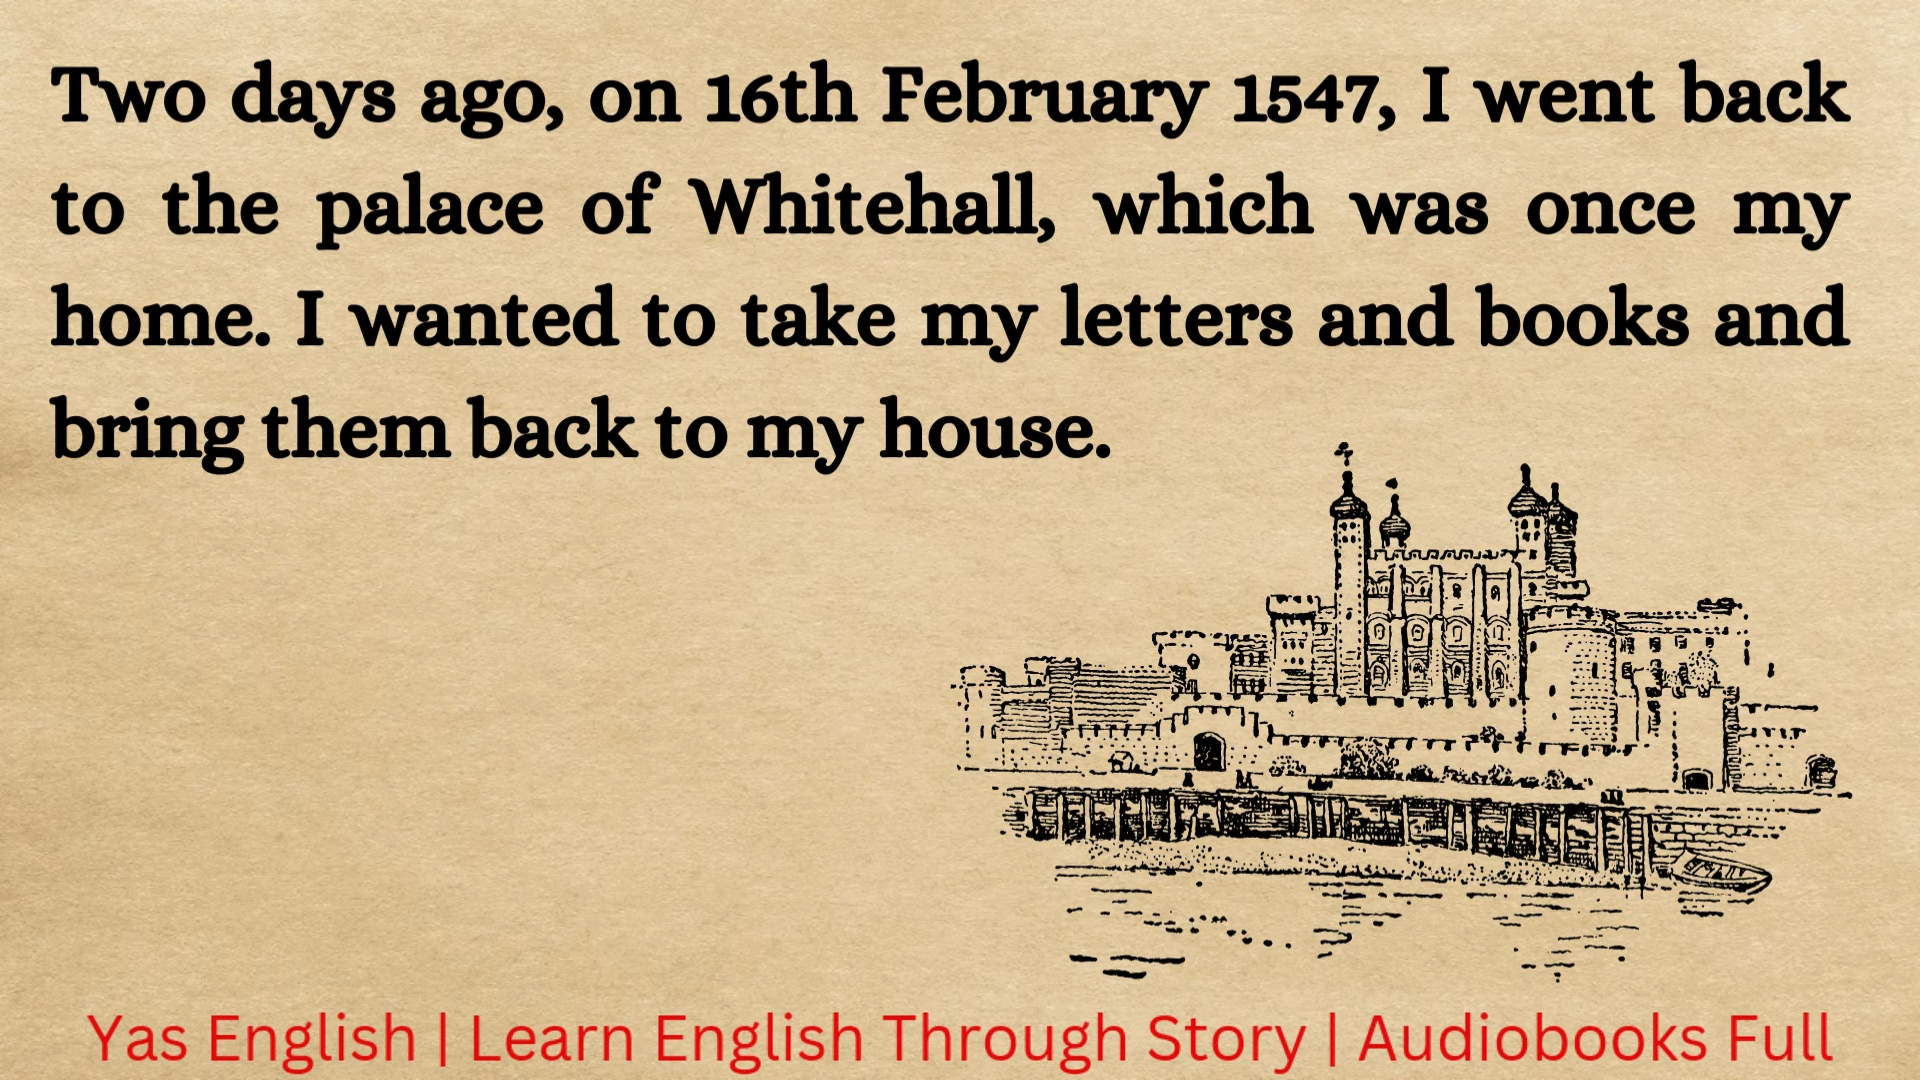 Two days ago, on 16th February 1547, I went back
to the palace of Whitehall, which was once my
home. I wanted to take my letters and books and
bring them back to my house.
Yas English | Learn English Through Story | Audiobooks Full